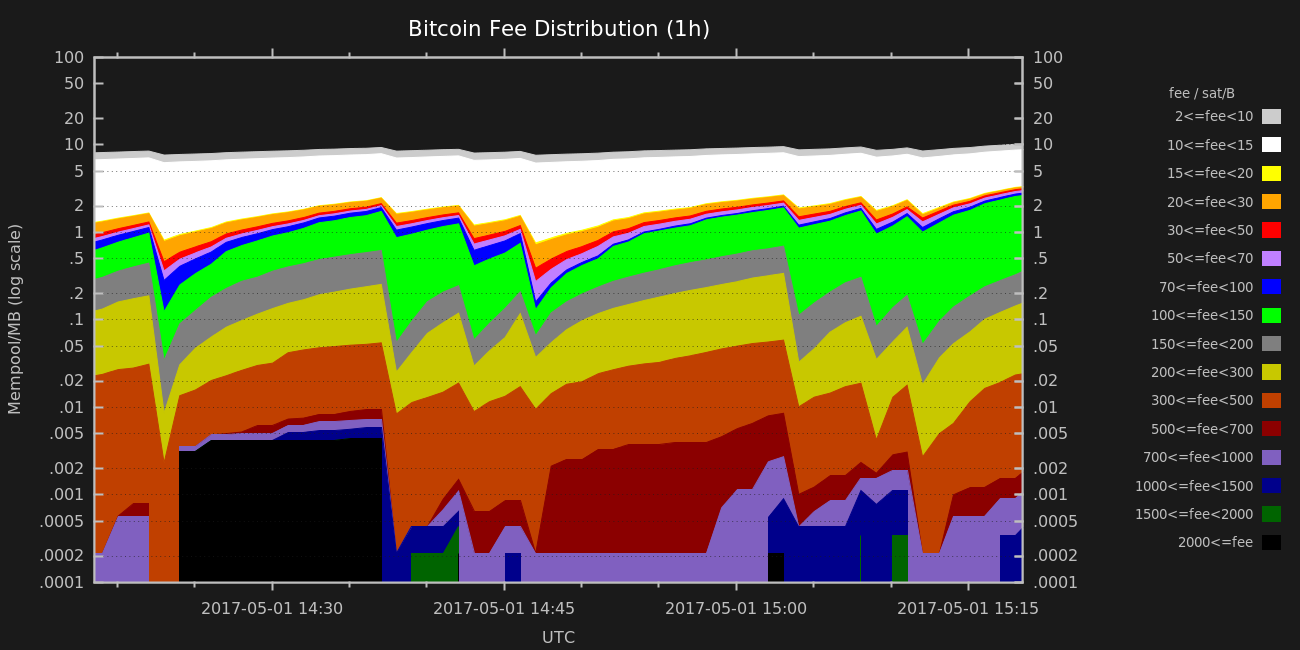 Bitcoin Fee Distribution (1h)
100 100
50 50
20 20
10 10
5 5
2 2
1 1
.5 .5
.2 .2
.1 .1
.05 .05
.02 .02
.01 .01
.005 .005
.002 .002
.001 .001
.0005 .0005
.0002 .0002
.0001 .0001
Mempool/MB (log scale)
2017-05-01 14:30 2017-05-01 14:45 2017-05-01 15:00 2017-05-01 15:15
UTC
fee / sat/B
2<=fee<10
10<=fee<15
15<=fee<20
20<=fee<30
30<=fee<50
50<=fee<70
70<=fee<100
100<=fee<150
150<=fee<200
200<=fee<300
300<=fee<500
500<=fee<700
700<=fee<1000
1000<=fee<1500
1500<=fee<2000
2000<=fee